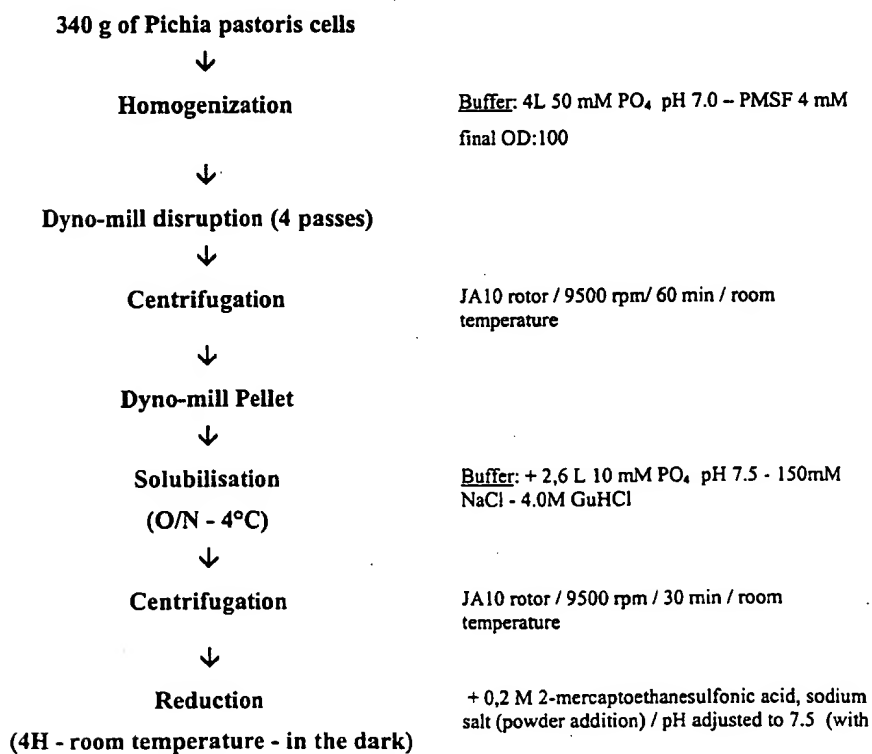 340 g of Pichia pastoris cells
↓
Homogenization
Buffer: 4L 50 mM PO₄ pH 7.0 – PMSF 4 mM
final OD:100
↓
Dyno-mill disruption (4 passes)
↓
Centrifugation
JA10 rotor / 9500 rpm/ 60 min / room
temperature
↓
Dyno-mill Pellet
↓
Solubilisation
(O/N - 4°C)
Buffer: + 2,6 L 10 mM PO₄ pH 7.5 - 150mM
NaCl - 4.0M GuHCl
↓
Centrifugation
JA10 rotor / 9500 rpm / 30 min / room
temperature
↓
Reduction
(4H - room temperature - in the dark)
+ 0,2 M 2-mercaptoethanesulfonic acid, sodium
salt (powder addition) / pH adjusted to 7.5 (with